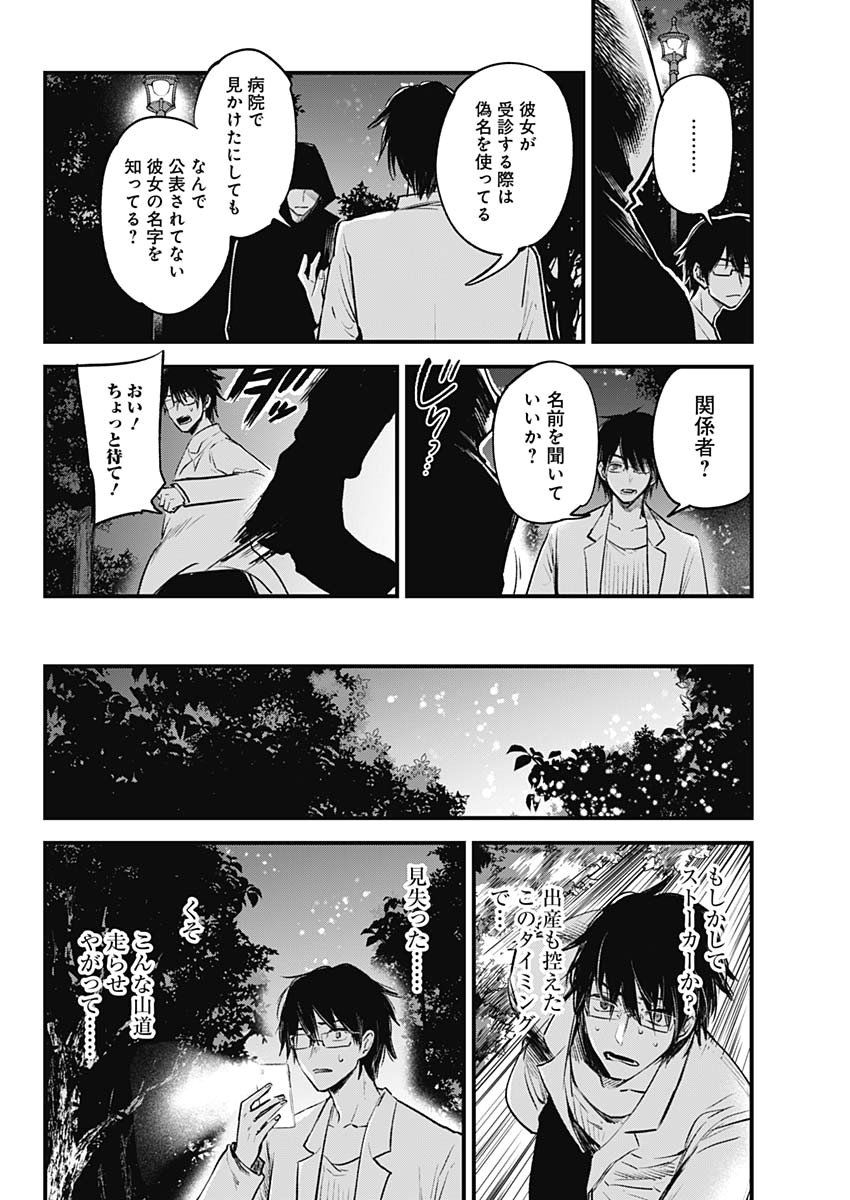 ………
彼女が
受診する際は
偽名を使ってる
病院で
見かけたにしても
なんで
公表されてない
彼女の名字を
知ってる?
関係者?
名前を聞いて
いいか?
くる…
ダッ
おい!
ちょっと待て!
もしかして
ストーカーか?
出産も控えた
このタイミング
で…
見失った……
くそ
こんな山道
走らせ
やがって……